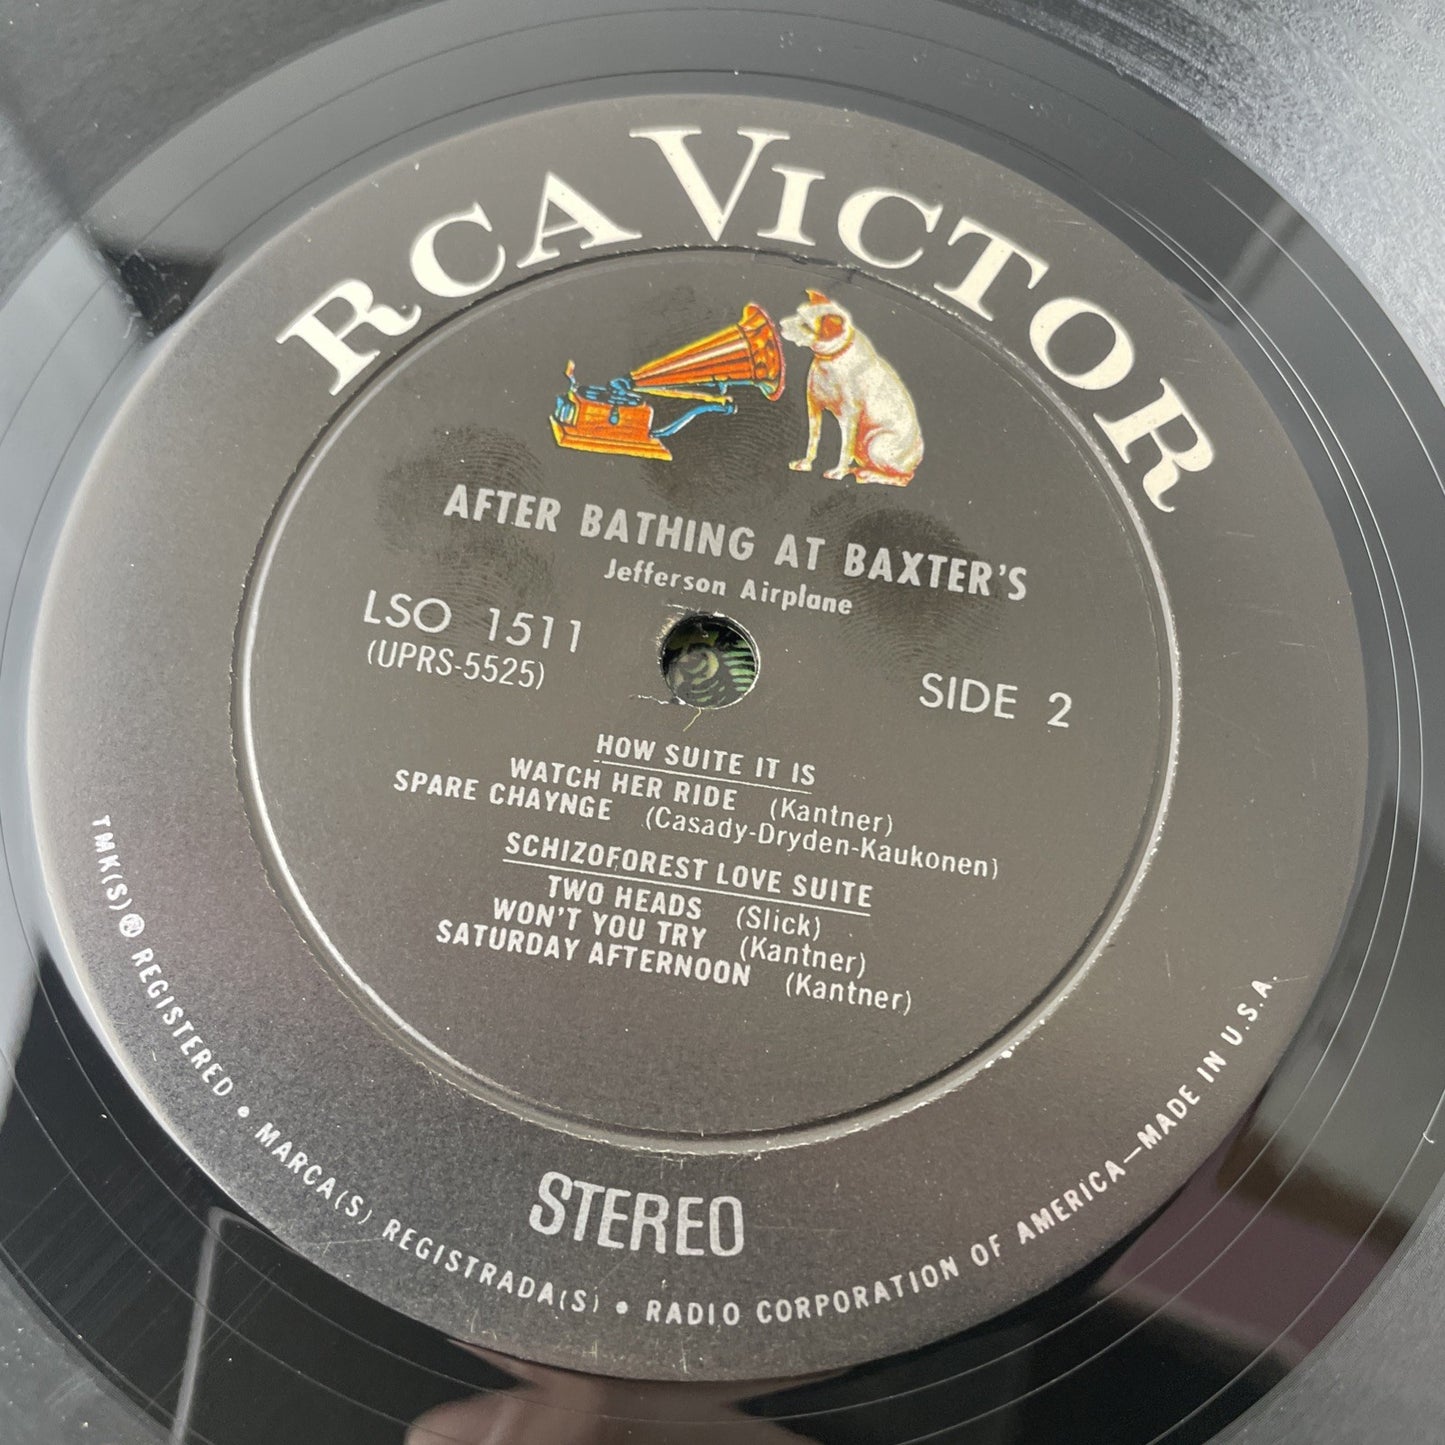 RCA VICTOR
AFTER BATHING AT BAXTER'S
Jefferson Airplane
LSO 1511
(UPRS-5525)
SIDE 2
HOW SUITE IT IS
WATCH HER RIDE (Kantner)
SPARE CHAYNGE (Casady-Dryden-Kaukonen)
SCHIZOFOREST LOVE SUITE
TWO HEADS (Slick)
WON'T YOU TRY (Kantner)
SATURDAY AFTERNOON (Kantner)
STEREO
TMK(S) ® REGISTERED • MARCA(S) REGISTRADA(S) • RADIO CORPORATION OF AMERICA—MADE IN U.S.A.